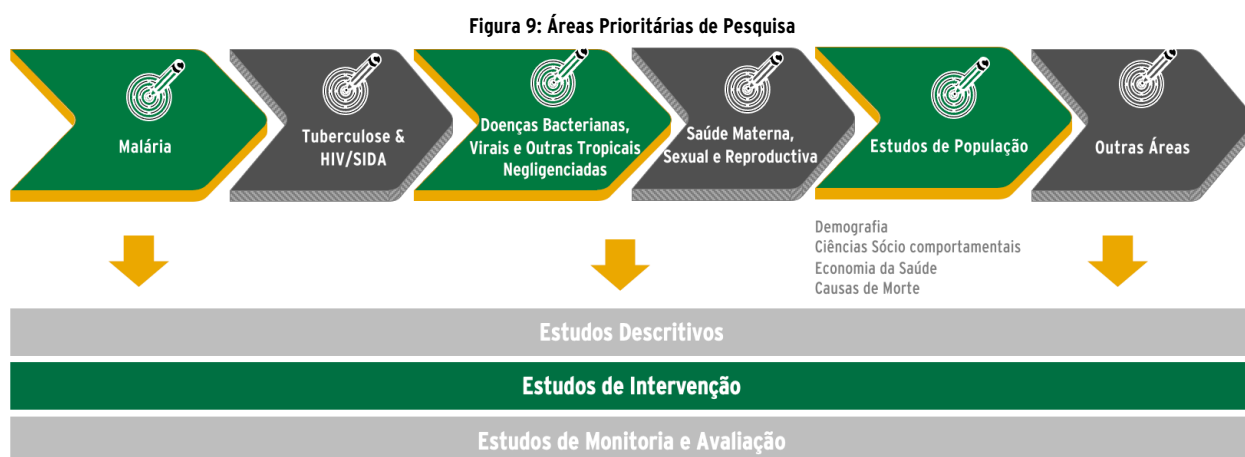 Figura 9: Áreas Prioritárias de Pesquisa
Malária
Tuberculose &
HIV/SIDA
Doenças Bacterianas,
Virais e Outras Tropicais
Negligenciadas
Saúde Materna,
Sexual e Reproductiva
Estudos de População
Outras Áreas
Demografia
Ciências Sócio comportamentais
Economia da Saúde
Causas de Morte
Estudos Descritivos
Estudos de Intervenção
Estudos de Monitoria e Avaliação